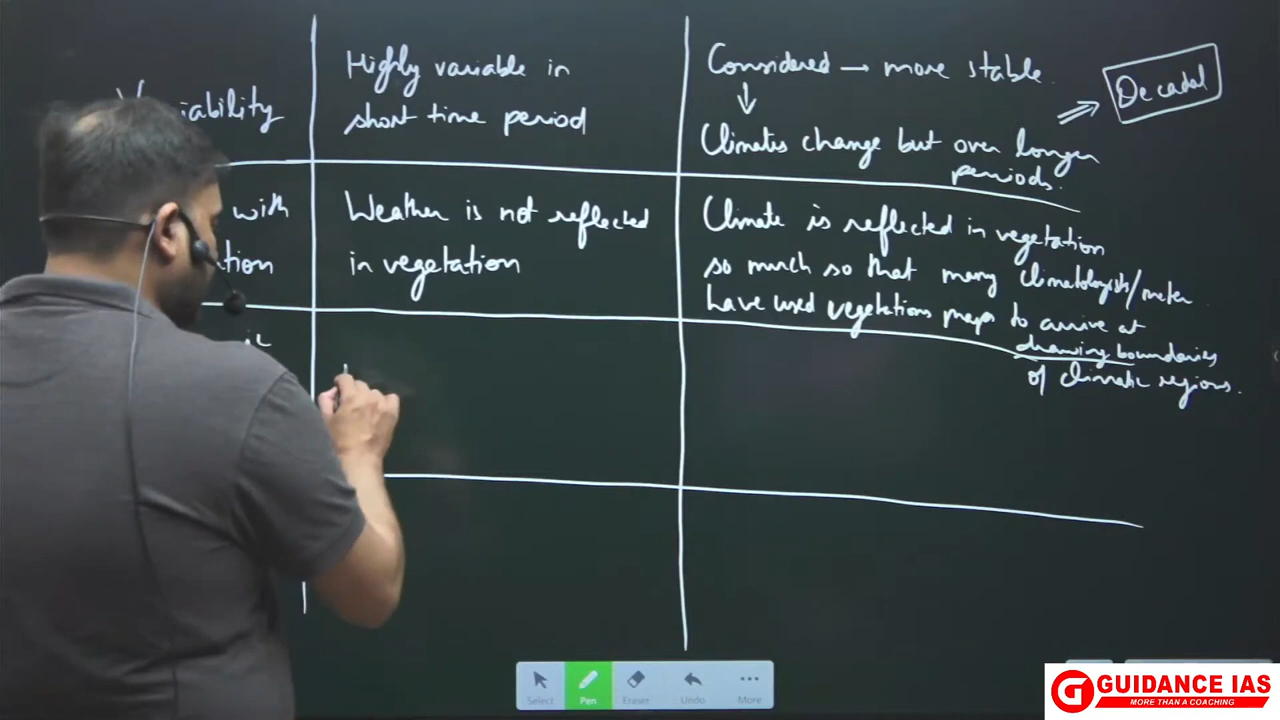 iability
Highly variable in
short time period
Considered → more stable.
Climates change but over longer
periods.
Decadal
with
tion
Weather is not reflected
in vegetation
Climate is reflected in vegetation
so much so that many climatologists/meter
have used vegetations maps to arrive at
drawing boundaries
of climatic regions.
Select
Pen
Eraser
Undo
More
GUIDANCE IAS
MORE THAN A COACHING